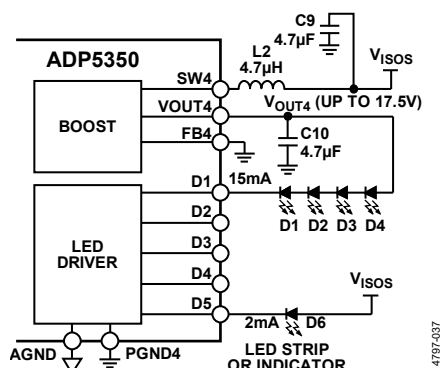 C9
4.7µF
ADP5350
L2
4.7µH
VISOS
SW4
VOUT4
VOUT4 (UP TO 17.5V)
BOOST
FB4
C10
4.7µF
D1
15mA
D2
D1 D2 D3 D4
LED
DRIVER
D3
D4
VISOS
D5
2mA D6
AGND
PGND4
LED STRIP
OR INDICATOR
4797-037